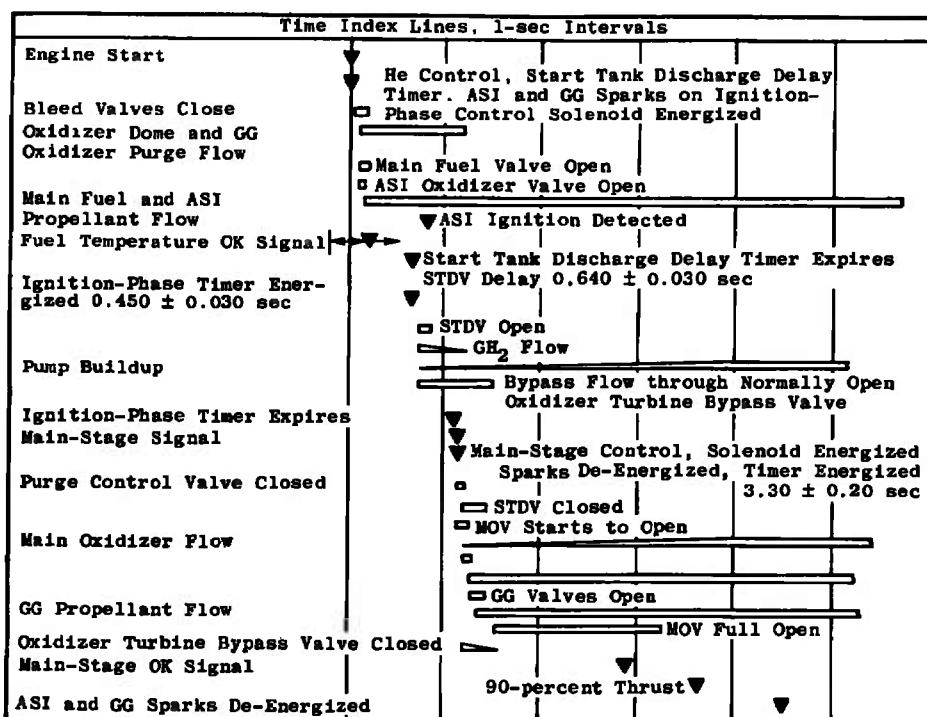 Time Index Lines, 1-sec Intervals
Engine Start
He Control, Start Tank Discharge Delay
Timer. ASI and GG Sparks on Ignition-
Bleed Valves Close
Phase Control Solenoid Energized
Oxidizer Dome and GG
Oxidizer Purge Flow
Main Fuel Valve Open
ASI Oxidizer Valve Open
Main Fuel and ASI
Propellant Flow
ASI Ignition Detected
Fuel Temperature OK Signal
Start Tank Discharge Delay Timer Expires
STDV Delay 0.640 ± 0.030 sec
Ignition-Phase Timer Ener-
gized 0.450 ± 0.030 sec
STDV Open
GH2 Flow
Pump Buildup
Bypass Flow through Normally Open
Oxidizer Turbine Bypass Valve
Ignition-Phase Timer Expires
Main-Stage Signal
Main-Stage Control, Solenoid Energized
Sparks De-Energized, Timer Energized
3.30 ± 0.20 sec
Purge Control Valve Closed
STDV Closed
MOV Starts to Open
Main Oxidizer Flow
GG Valves Open
GG Propellant Flow
MOV Full Open
Oxidizer Turbine Bypass Valve Closed
Main-Stage OK Signal
90-percent Thrust
ASI and GG Sparks De-Energized